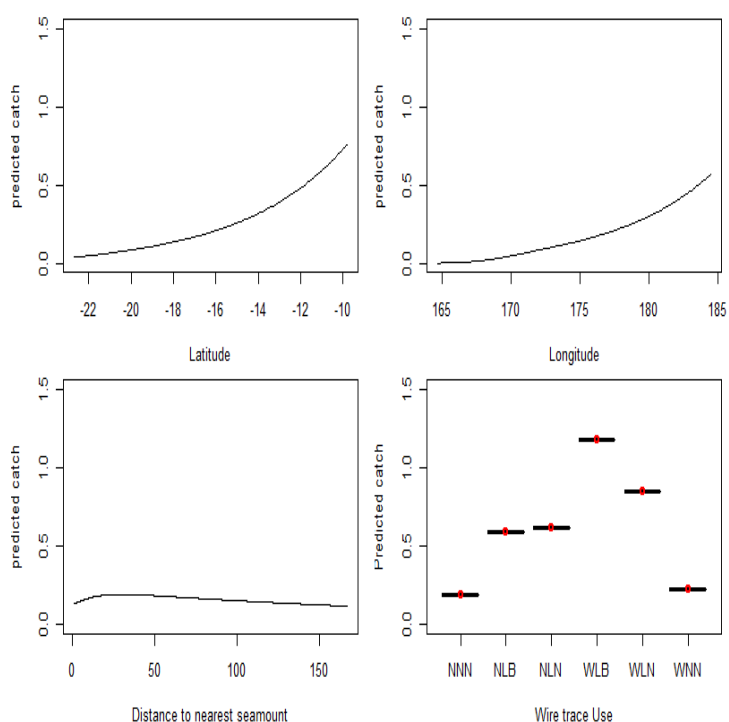 predicted catch
1.5
1.0
0.5
0.0
-22 -20 -18 -16 -14 -12 -10
Latitude
predicted catch
1.5
1.0
0.5
0.0
165 170 175 180 185
Longitude
predicted catch
1.5
1.0
0.5
0.0
0 50 100 150
Distance to nearest seamount
Predicted catch
1.5
1.0
0.5
0.0
NNN NLB NLN WLB WLN WNN
Wire trace Use